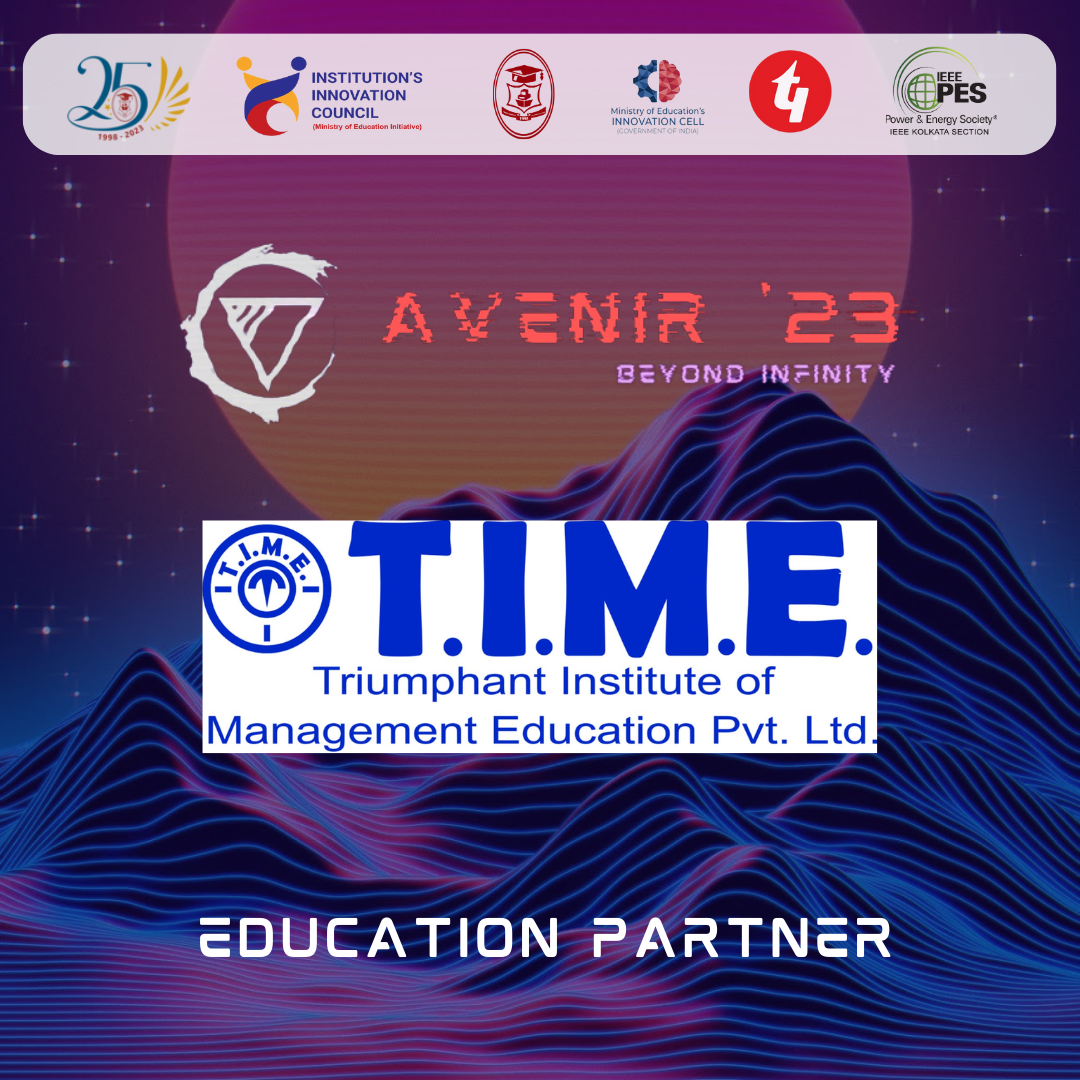 25
1998 - 2023
INSTITUTION'S
INNOVATION
COUNCIL
(Ministry of Education Initiative)
Ministry of Education's
INNOVATION CELL
(GOVERNMENT OF INDIA)
IEEE
PES
Power & Energy Society®
IEEE KOLKATA SECTION
AVENIR '23
BEYOND INFINITY
T.I.M.E.
T.I.M.E.
Triumphant Institute of
Management Education Pvt. Ltd.
EDUCATION PARTNER